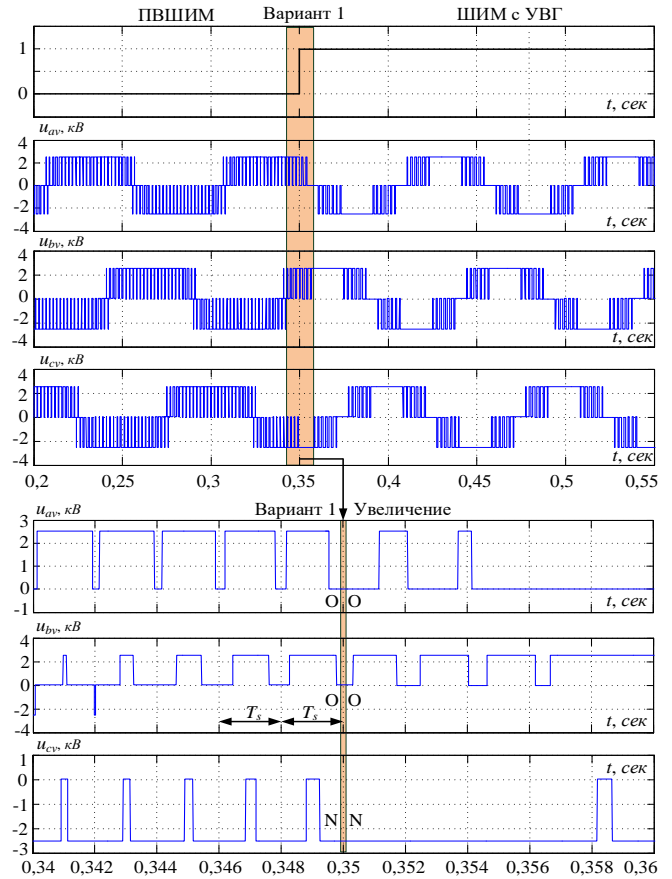 ПВШИМ Вариант 1 ШИМ с УВГ
1
0
t, сек
u_av, кВ
4
2
0
-2
-4
t, сек
u_bv, кВ
4
2
0
-2
-4
t, сек
u_cv, кВ
4
2
0
-2
-4
t, сек
0,2 0,25 0,3 0,35 0,4 0,45 0,5 0,55
Вариант 1 Увеличение
u_av, кВ
3
2
1
0
-1
O O
t, сек
u_bv, кВ
4
2
0
-2
-4
O O
T_s T_s
t, сек
u_cv, кВ
1
0
-1
-2
-3
N N
t, сек
0,34 0,342 0,344 0,346 0,348 0,35 0,352 0,354 0,356 0,358 0,36